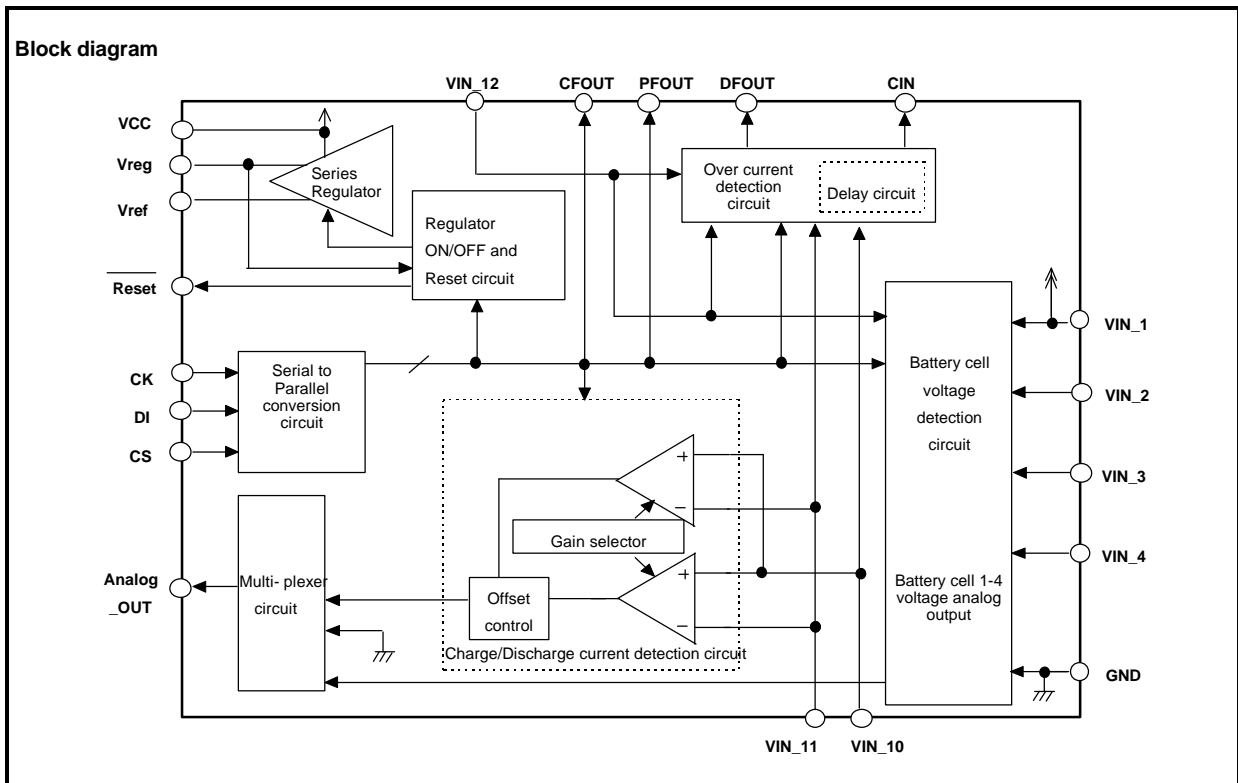 Block diagram
VIN_12
CFOUT
PFOUT
DFOUT
CIN
VCC
Vreg
Vref
Series
Regulator
Over current
detection
circuit
Delay circuit
Regulator
ON/OFF and
Reset circuit
Reset
CK
DI
CS
Serial to
Parallel
conversion
circuit
Battery cell
voltage
detection
circuit
Battery cell 1-4
voltage analog
output
VIN_1
VIN_2
VIN_3
VIN_4
GND
+
−
Gain selector
+
−
Offset
control
Charge/Discharge current detection circuit
Multi- plexer
circuit
Analog
_OUT
VIN_11
VIN_10